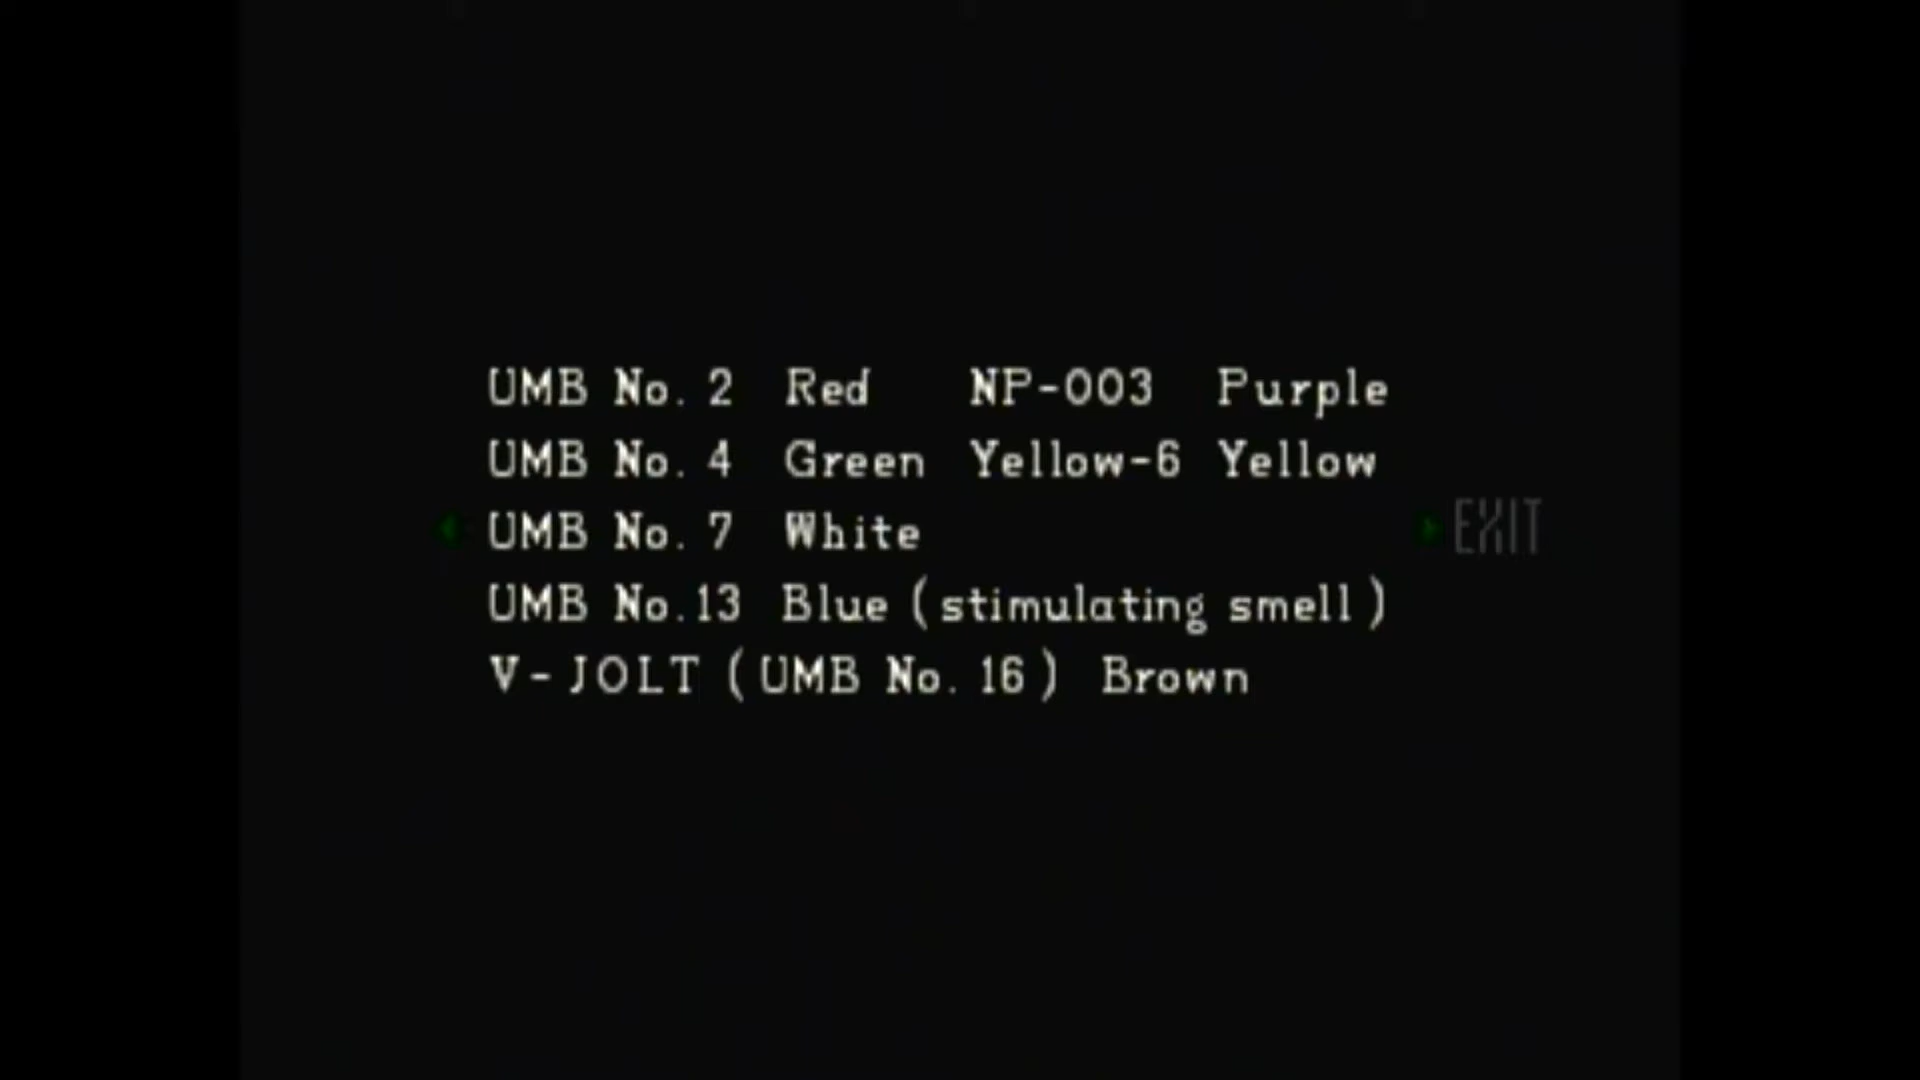 UMB No. 2 Red NP-003 Purple
UMB No. 4 Green Yellow-6 Yellow
UMB No. 7 White
EXIT
UMB No.13 Blue (stimulating smell)
V-JOLT (UMB No. 16) Brown